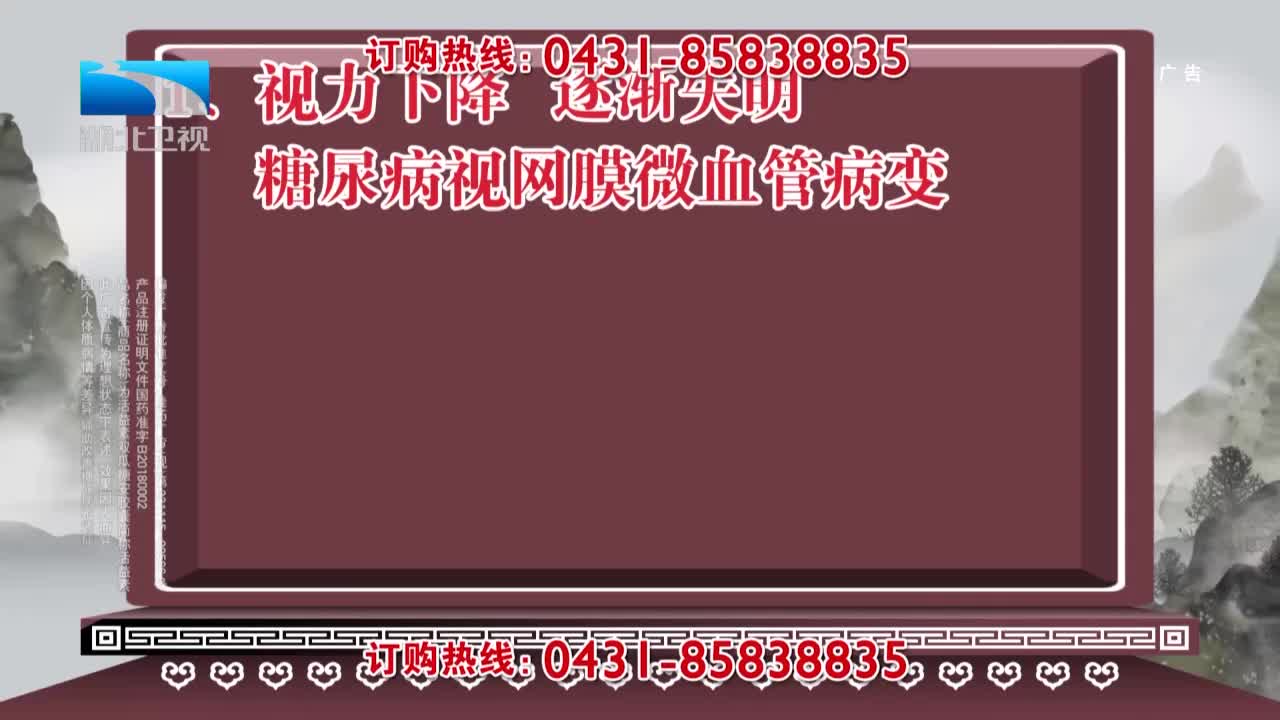 订购热线：0431-85838835
广告
湖北卫视
1、视力下降 逐渐失明
糖尿病视网膜微血管病变
产品注册证明文件国药准字B20180002
订购热线：0431-85838835